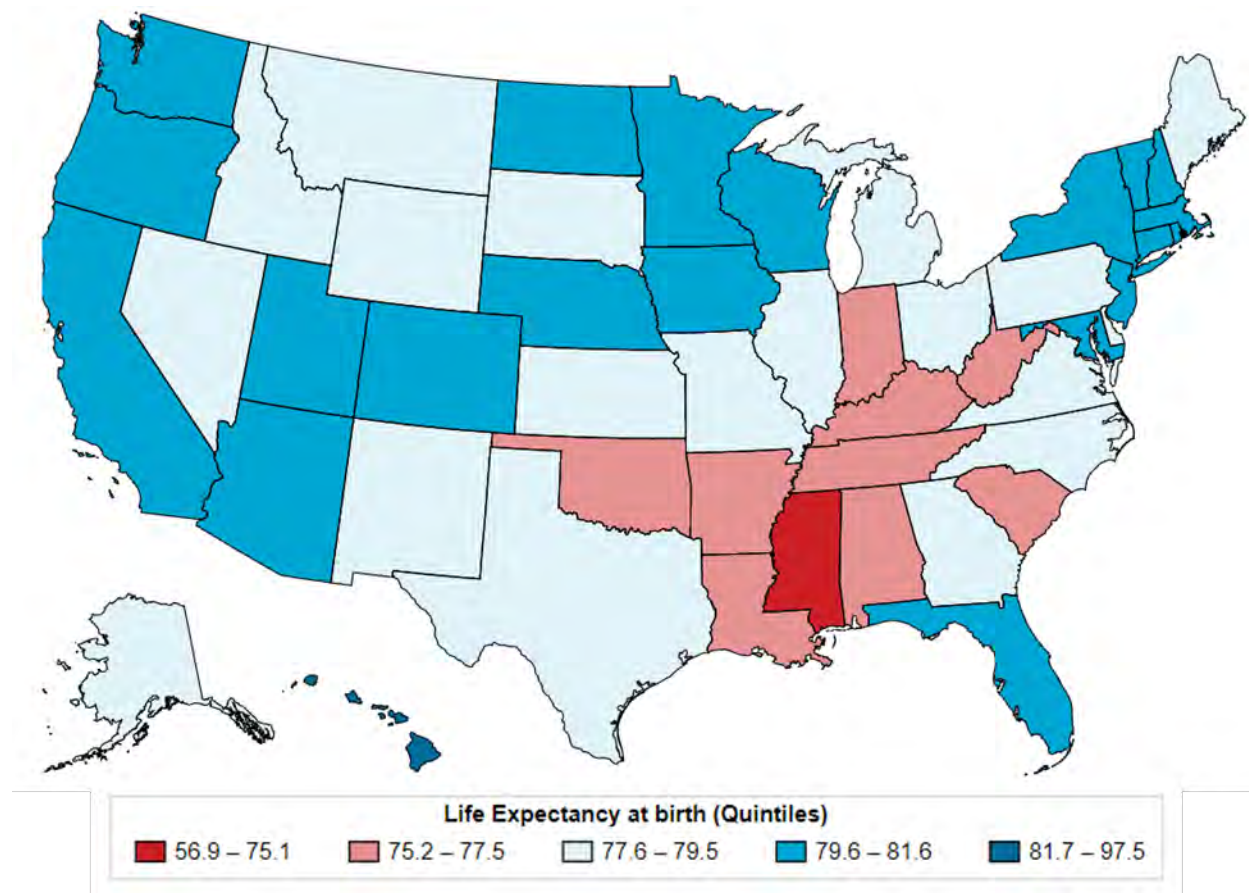 Life Expectancy at birth (Quintiles)
56.9 – 75.1 75.2 – 77.5 77.6 – 79.5 79.6 – 81.6 81.7 – 97.5